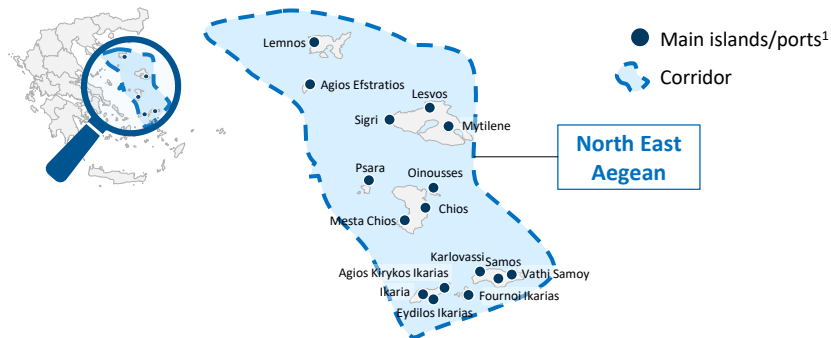 Main islands/ports1
Corridor
North East
Aegean
Lemnos
Agios Efstratios
Lesvos
Sigri
Mytilene
Psara
Oinousses
Chios
Mesta Chios
Karlovassi
Samos
Vathi Samoy
Agios Kirykos Ikarias
Ikaria
Fournoi Ikarias
Eydilos Ikarias